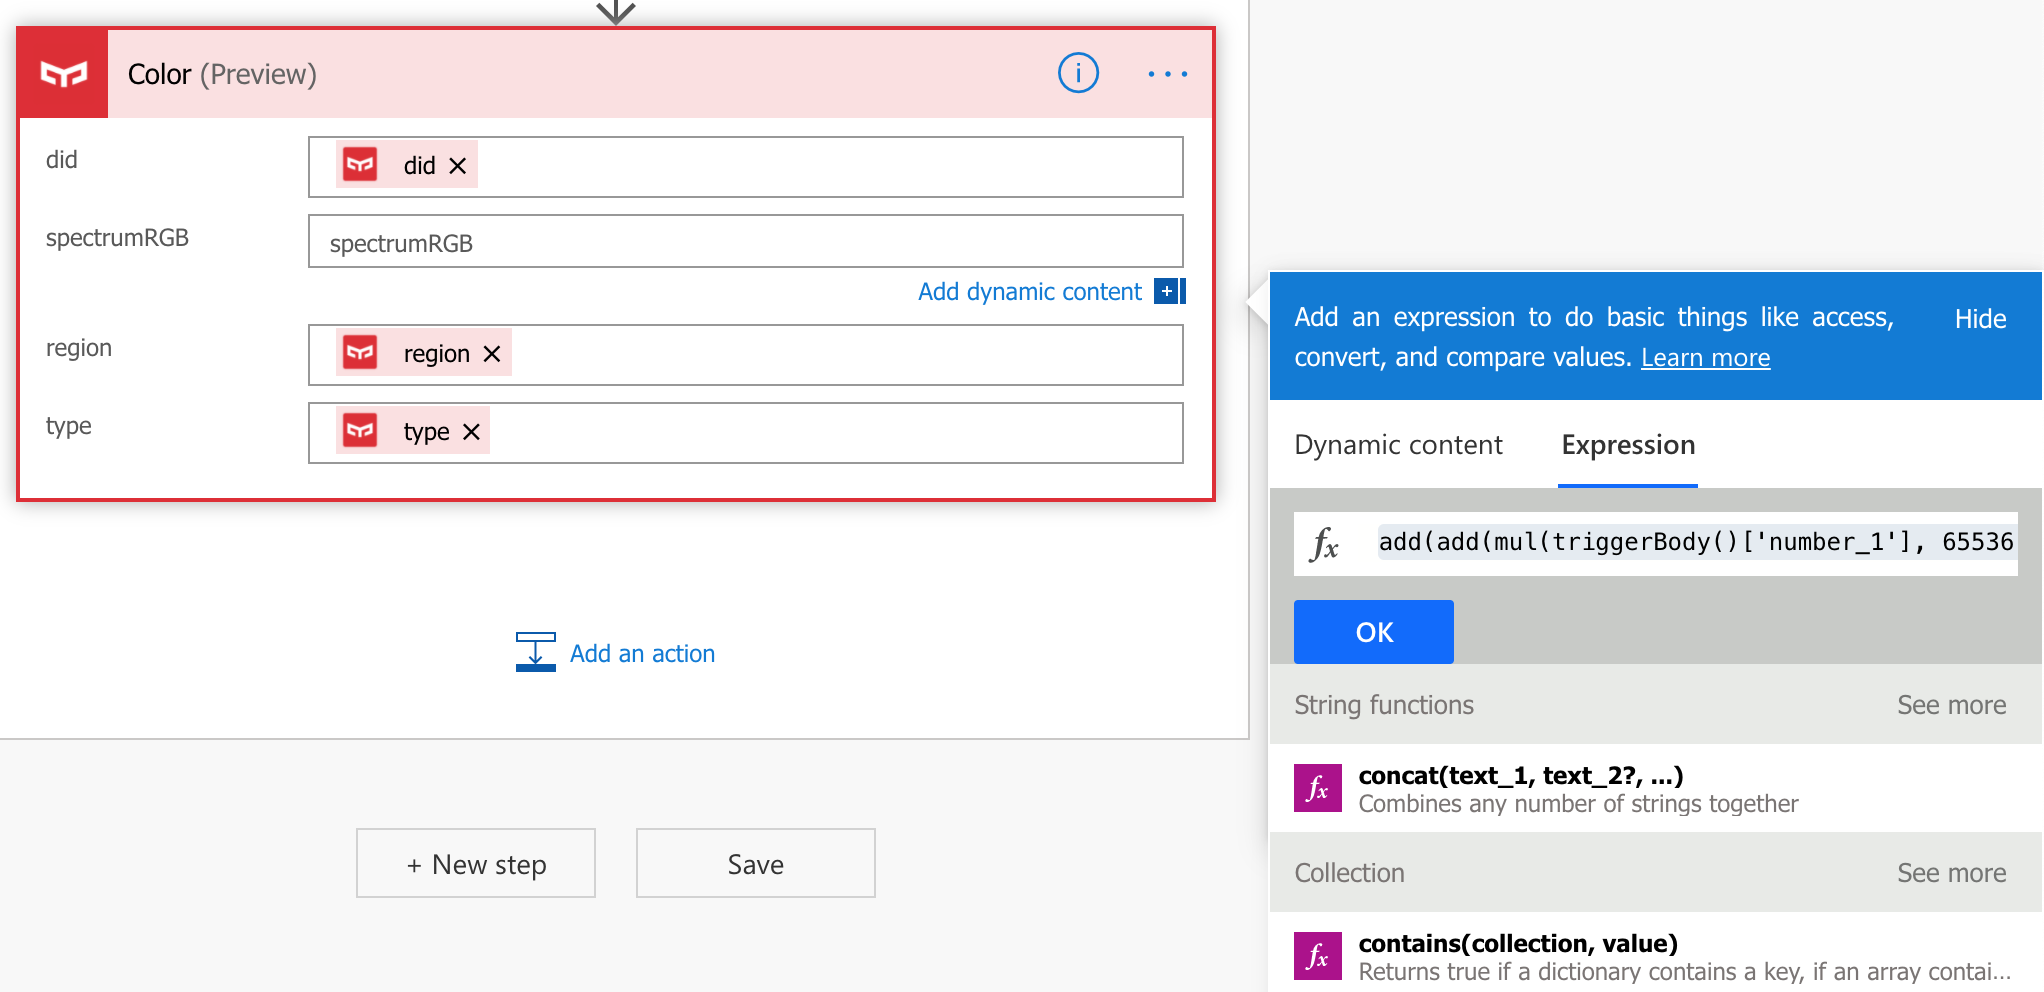 Color (Preview)
did
did
spectrumRGB
spectrumRGB
Add dynamic content
region
region
type
type
Add an action
+ New step
Save
Add an expression to do basic things like access,
convert, and compare values. Learn more
Hide
Dynamic content
Expression
fx
add(add(mul(triggerBody()['number_1'], 65536
OK
String functions
See more
fx
concat(text_1, text_2?, ...)
Combines any number of strings together
Collection
See more
fx
contains(collection, value)
Returns true if a dictionary contains a key, if an array contai...